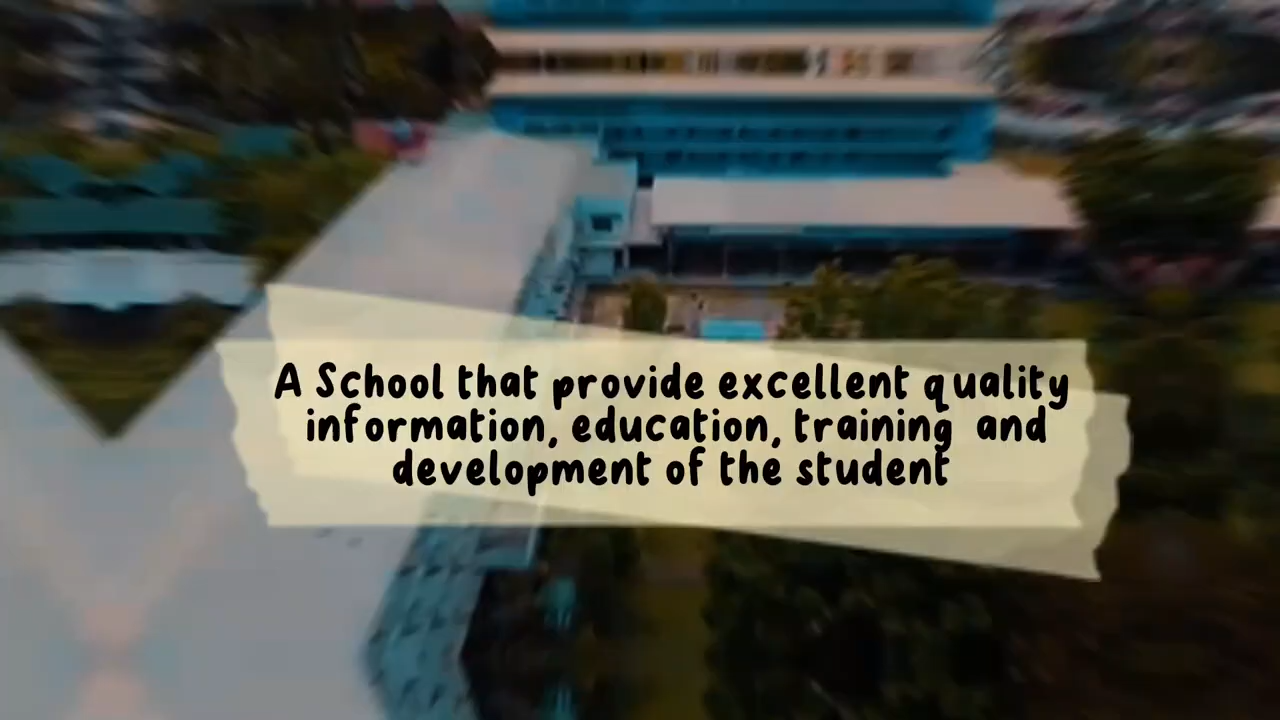 A School that provide excellent quality
information, education, training and
development of the student